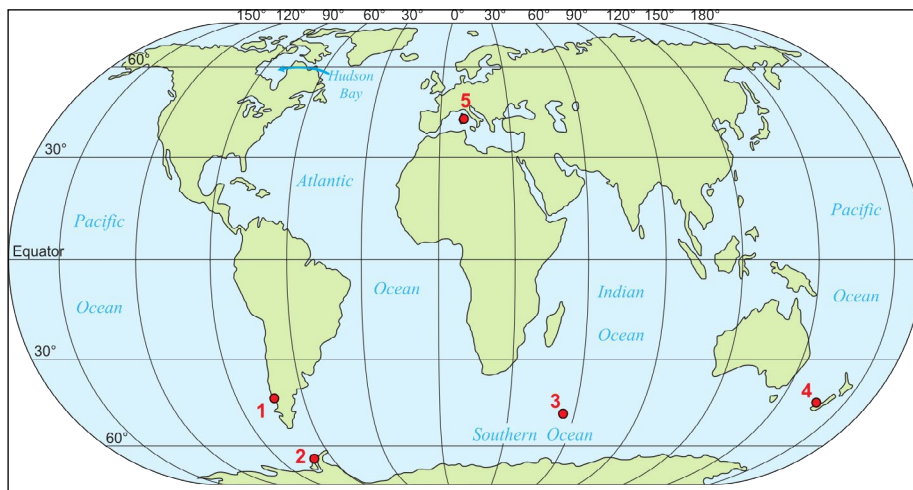 150° 120° 90° 60° 30° 0° 30° 60° 90° 120° 150° 180°
60°
Hudson
Bay
5
30°
Atlantic
Pacific
Pacific
Equator
Ocean
Indian
Ocean
Ocean
Ocean
30°
1
3
4
Southern Ocean
60°
2